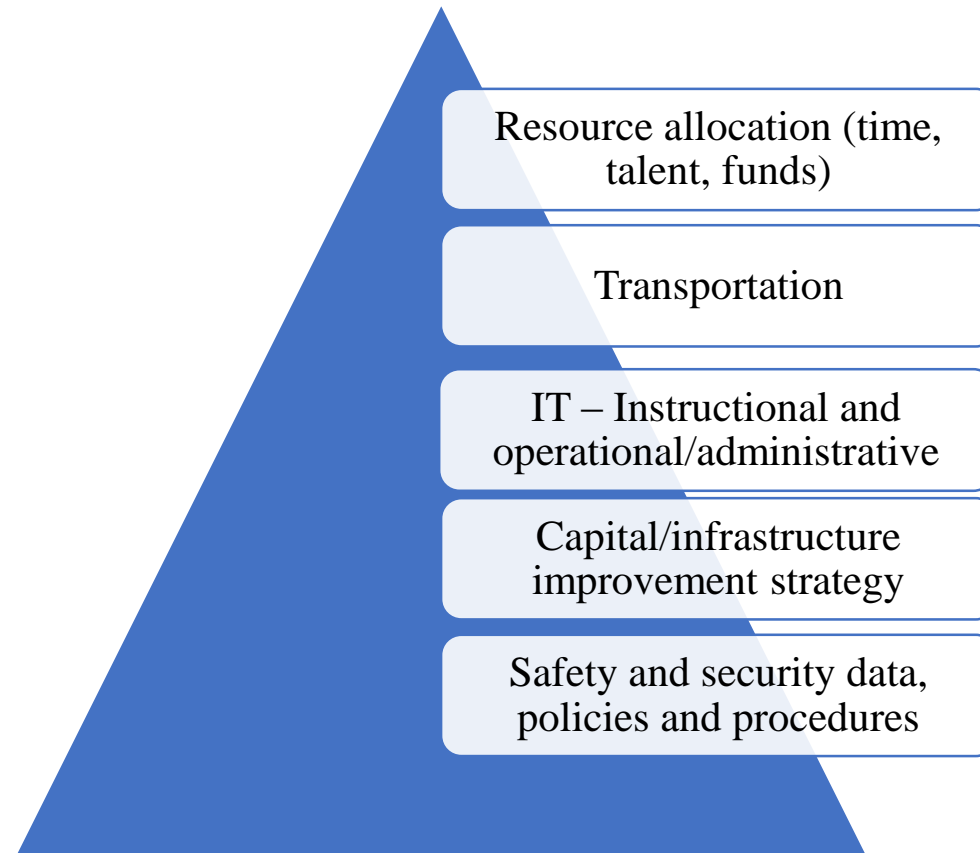 Resource allocation (time,
talent, funds)
Transportation
IT – Instructional and
operational/administrative
Capital/infrastructure
improvement strategy
Safety and security data,
policies and procedures